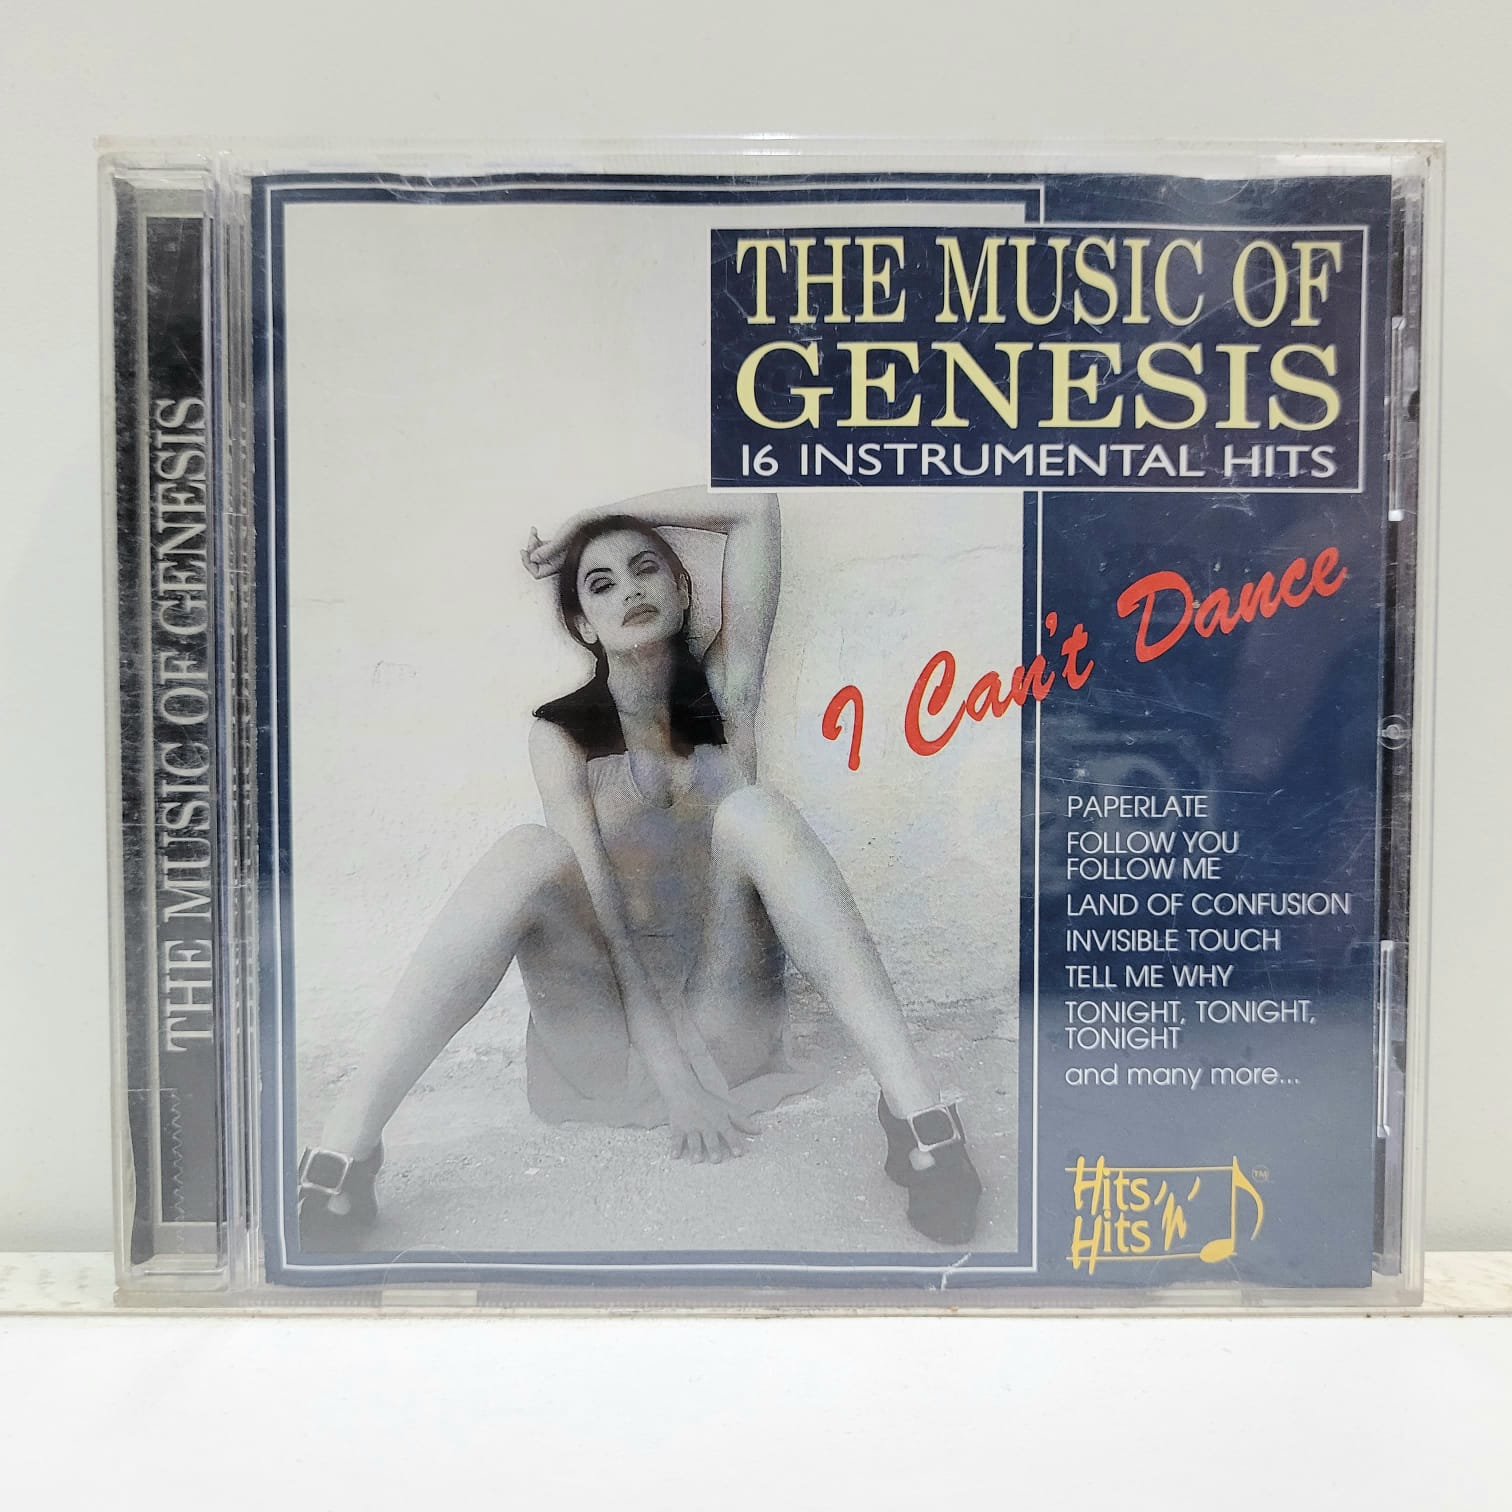 THE MUSIC OF GENESIS
THE MUSIC OF
GENESIS
16 INSTRUMENTAL HITS
I Can't Dance
PAPERLATE
FOLLOW YOU
FOLLOW ME
LAND OF CONFUSION
INVISIBLE TOUCH
TELL ME WHY
TONIGHT, TONIGHT,
TONIGHT
and many more...
Hits 'n'
Hits
TM